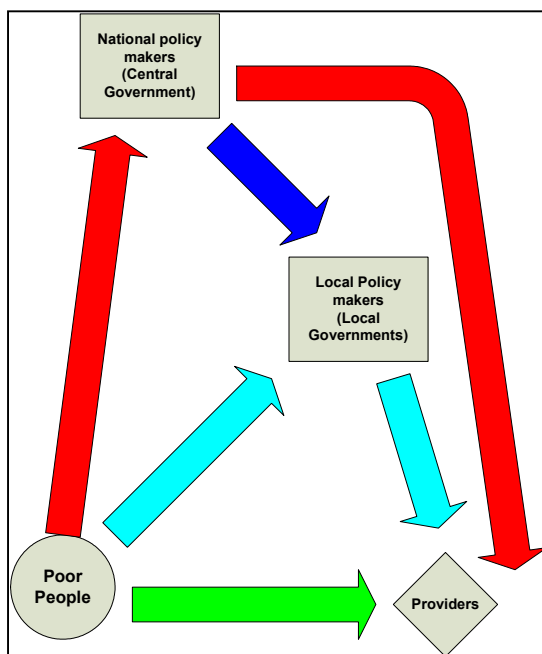 National policy
makers
(Central
Government)
Local Policy
makers
(Local
Governments)
Poor
People
Providers